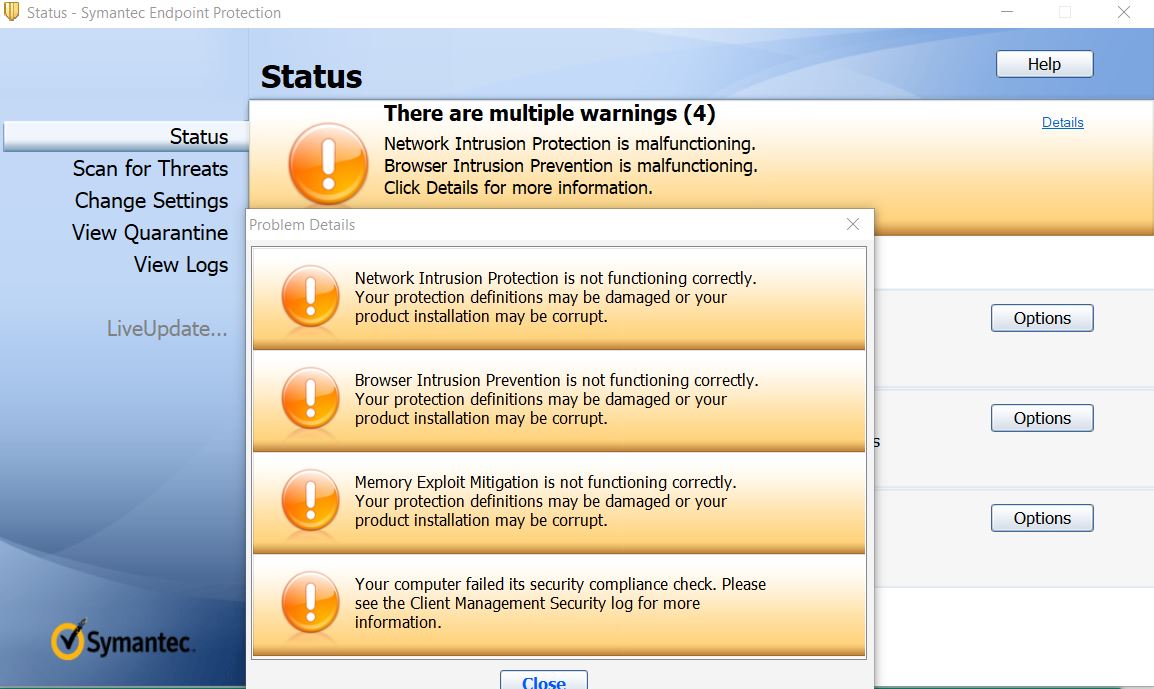 Status - Symantec Endpoint Protection
Status
Help
There are multiple warnings (4)
Details
Network Intrusion Protection is malfunctioning.
Browser Intrusion Prevention is malfunctioning.
Click Details for more information.
Status
Scan for Threats
Change Settings
View Quarantine
View Logs
LiveUpdate...
Problem Details
Network Intrusion Protection is not functioning correctly.
Your protection definitions may be damaged or your
product installation may be corrupt.
Browser Intrusion Prevention is not functioning correctly.
Your protection definitions may be damaged or your
product installation may be corrupt.
Memory Exploit Mitigation is not functioning correctly.
Your protection definitions may be damaged or your
product installation may be corrupt.
Your computer failed its security compliance check. Please
see the Client Management Security log for more
information.
Close
Options
s
Options
Options
Symantec.